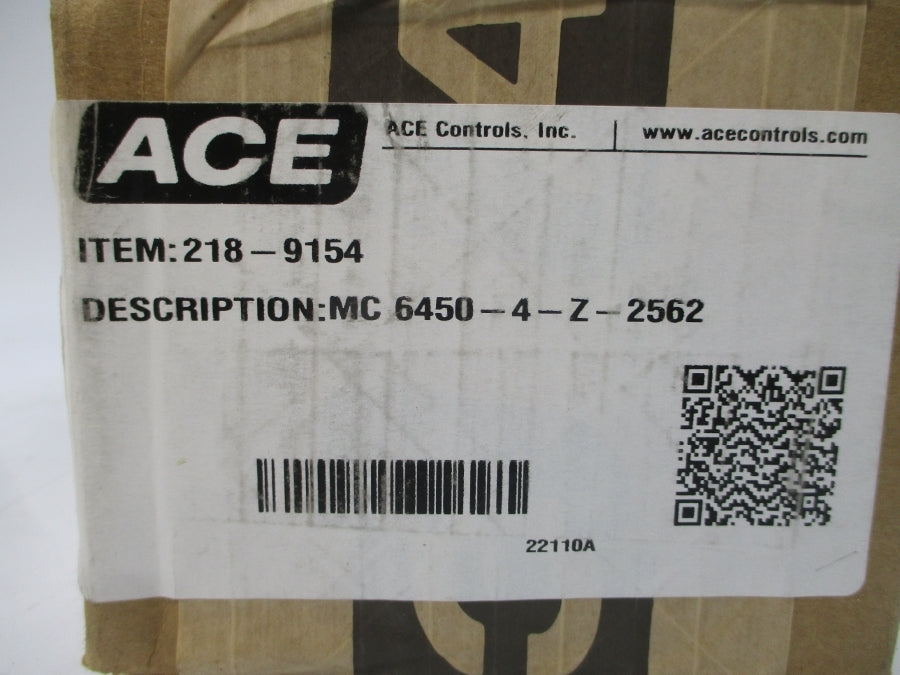 ACE
ACE Controls, Inc. | www.acecontrols.com
ITEM:218-9154
DESCRIPTION:MC 6450-4-Z-2562
22110A